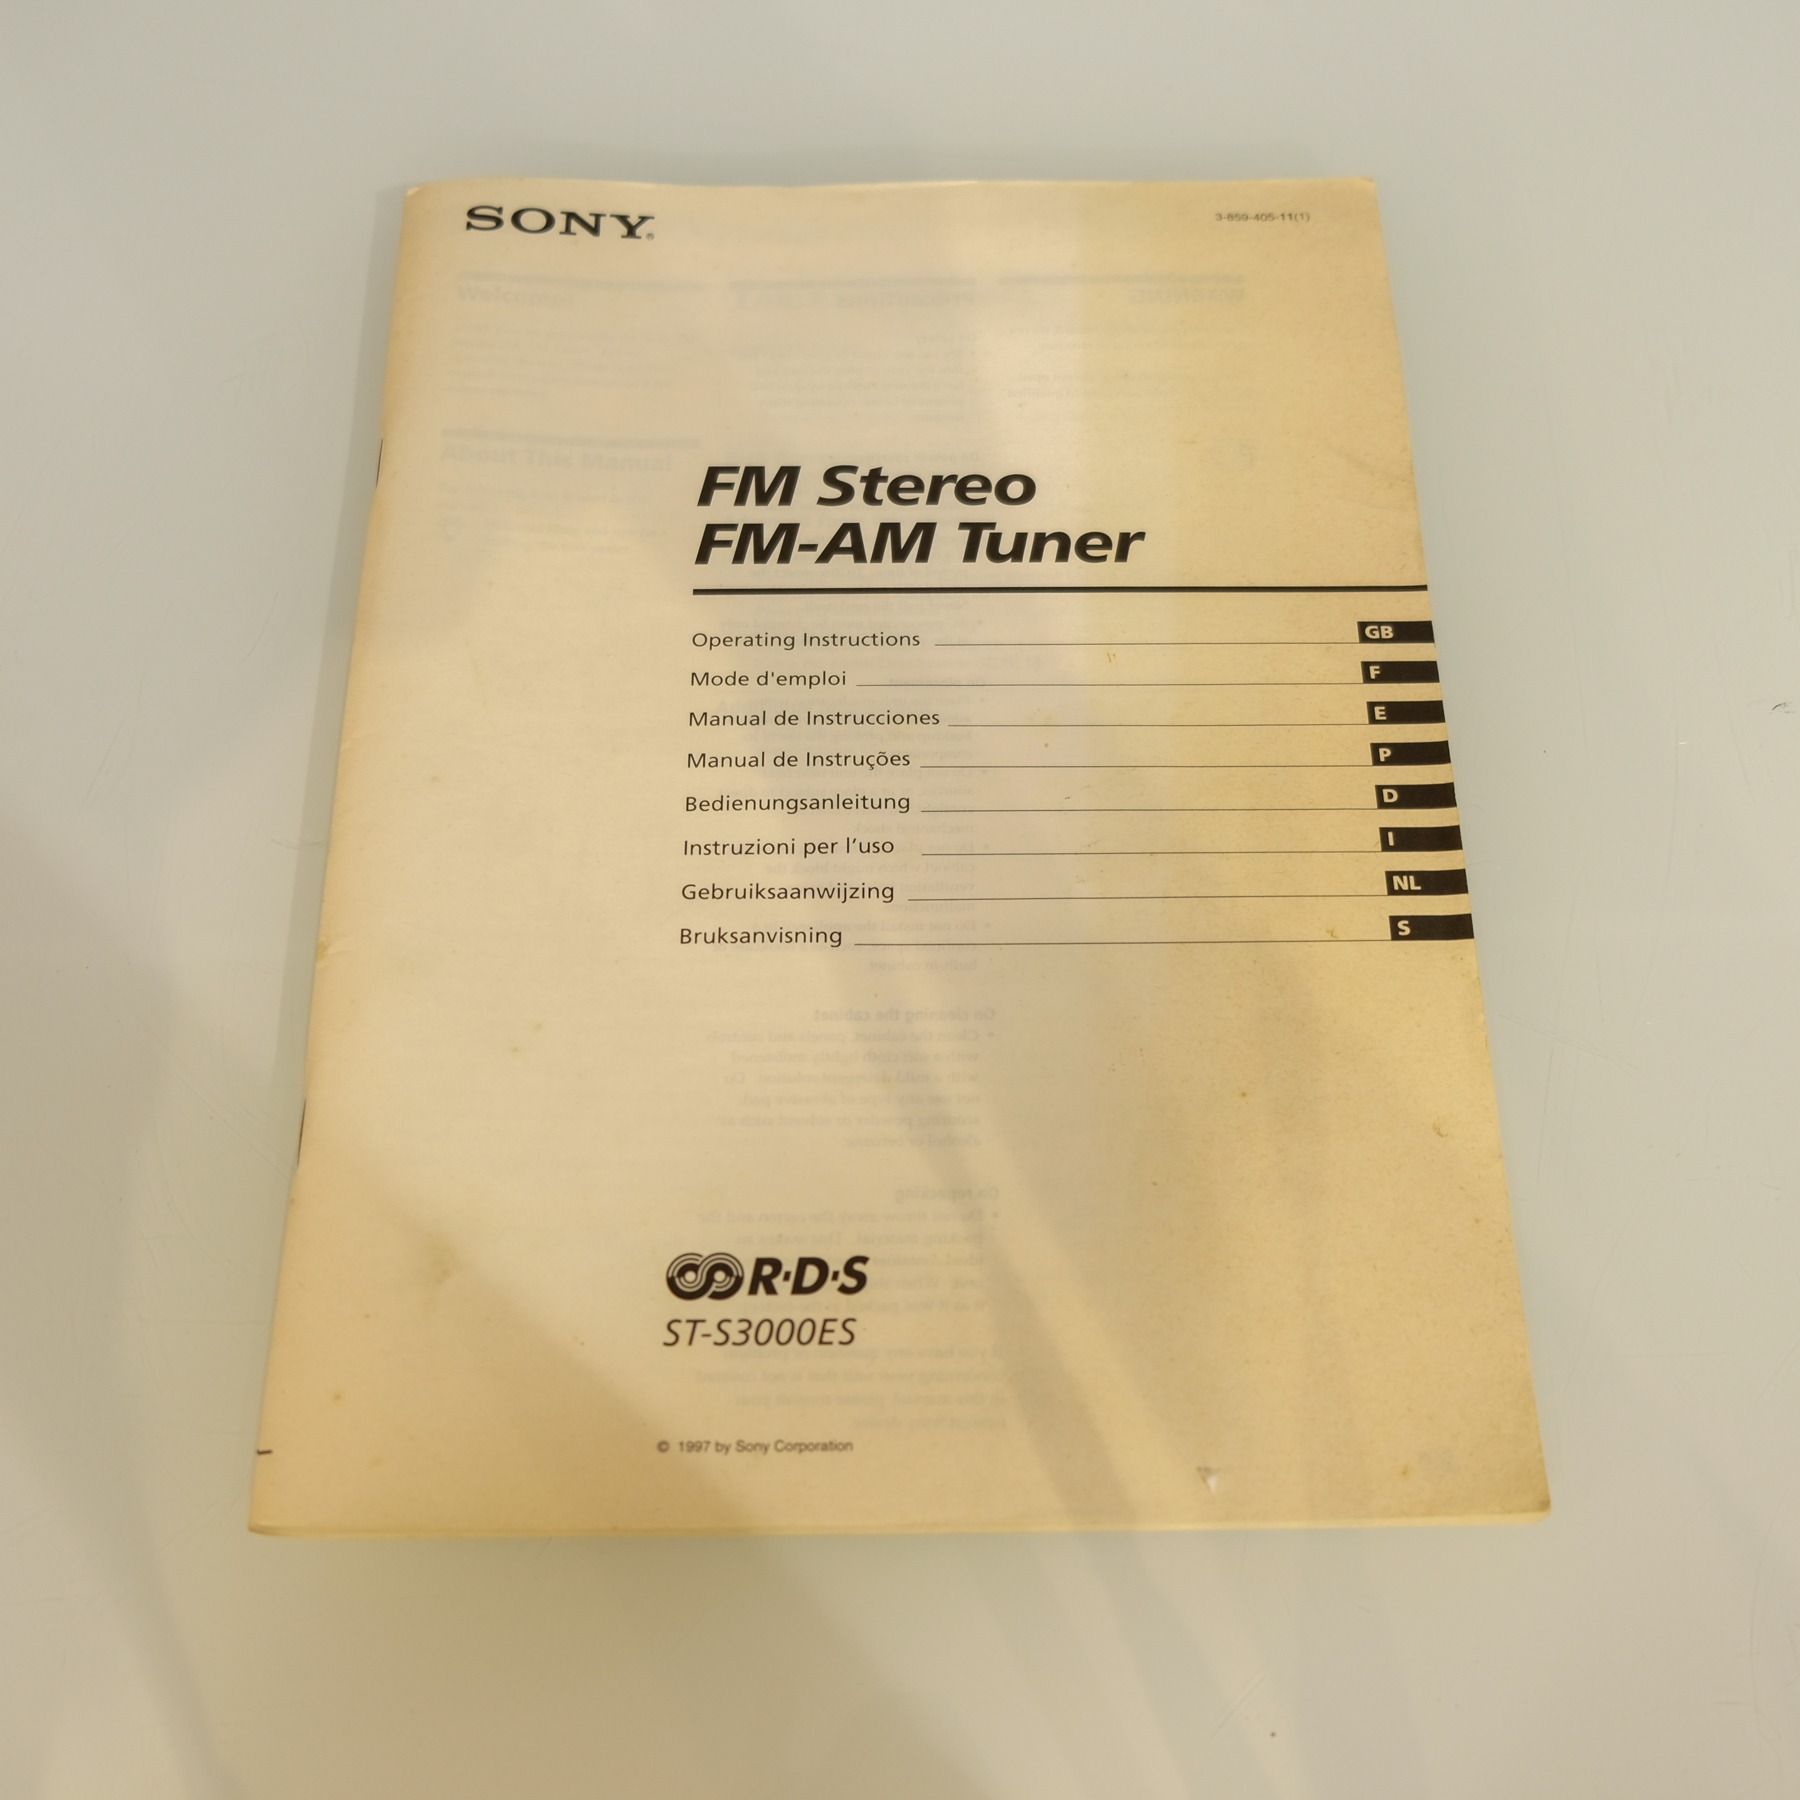 SONY®
3-859-405-11(1)
FM Stereo
FM-AM Tuner
Operating Instructions GB
Mode d'emploi F
Manual de Instrucciones E
Manual de Instruções P
Bedienungsanleitung D
Instruzioni per l’uso I
Gebruiksaanwijzing NL
Bruksanvisning S
R·D·S
ST-S3000ES
© 1997 by Sony Corporation